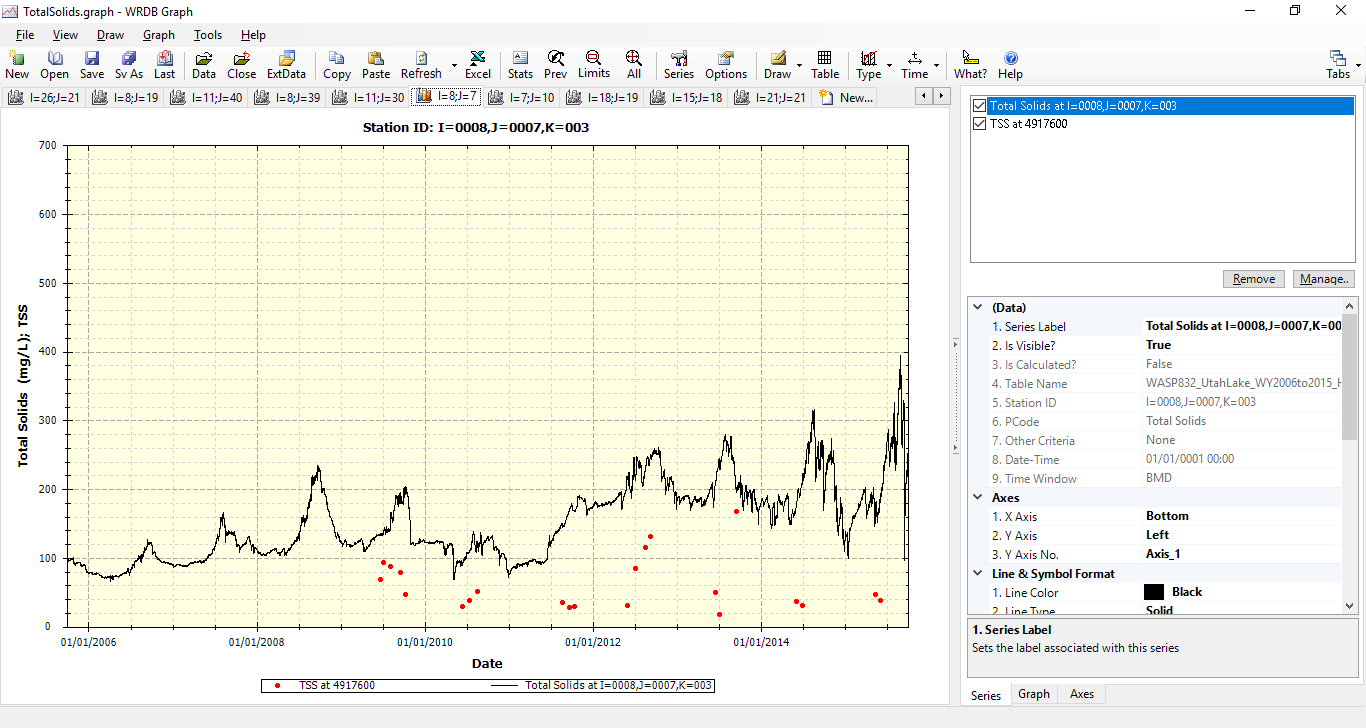 TotalSolids.graph - WRDB Graph
File View Draw Graph Tools Help
New Open Save Sv As Last Data Close ExtData Copy Paste Refresh Excel Stats Prev Limits All Series Options Draw Table Type Time What? Help Tabs
I=26;J=21 I=8;J=19 I=11;J=40 I=8;J=39 I=11;J=30 I=8;J=7 I=7;J=10 I=18;J=19 I=15;J=18 I=21;J=21 New...
Station ID: I=0008,J=0007,K=003
Total Solids (mg/L); TSS
700
600
500
400
300
200
100
0
01/01/2006 01/01/2008 01/01/2010 01/01/2012 01/01/2014
Date
TSS at 4917600 Total Solids at I=0008,J=0007,K=003
Total Solids at I=0008,J=0007,K=003
TSS at 4917600
Remove Manage..
(Data)
1. Series Label Total Solids at I=0008,J=0007,K=00
2. Is Visible? True
3. Is Calculated? False
4. Table Name WASP832_UtahLake_WY2006to2015_H
5. Station ID I=0008,J=0007,K=003
6. PCode Total Solids
7. Other Criteria None
8. Date-Time 01/01/0001 00:00
9. Time Window BMD
Axes
1. X Axis Bottom
2. Y Axis Left
3. Y Axis No. Axis_1
Line & Symbol Format
1. Line Color Black
2. Line Type Solid
1. Series Label
Sets the label associated with this series
Series Graph Axes